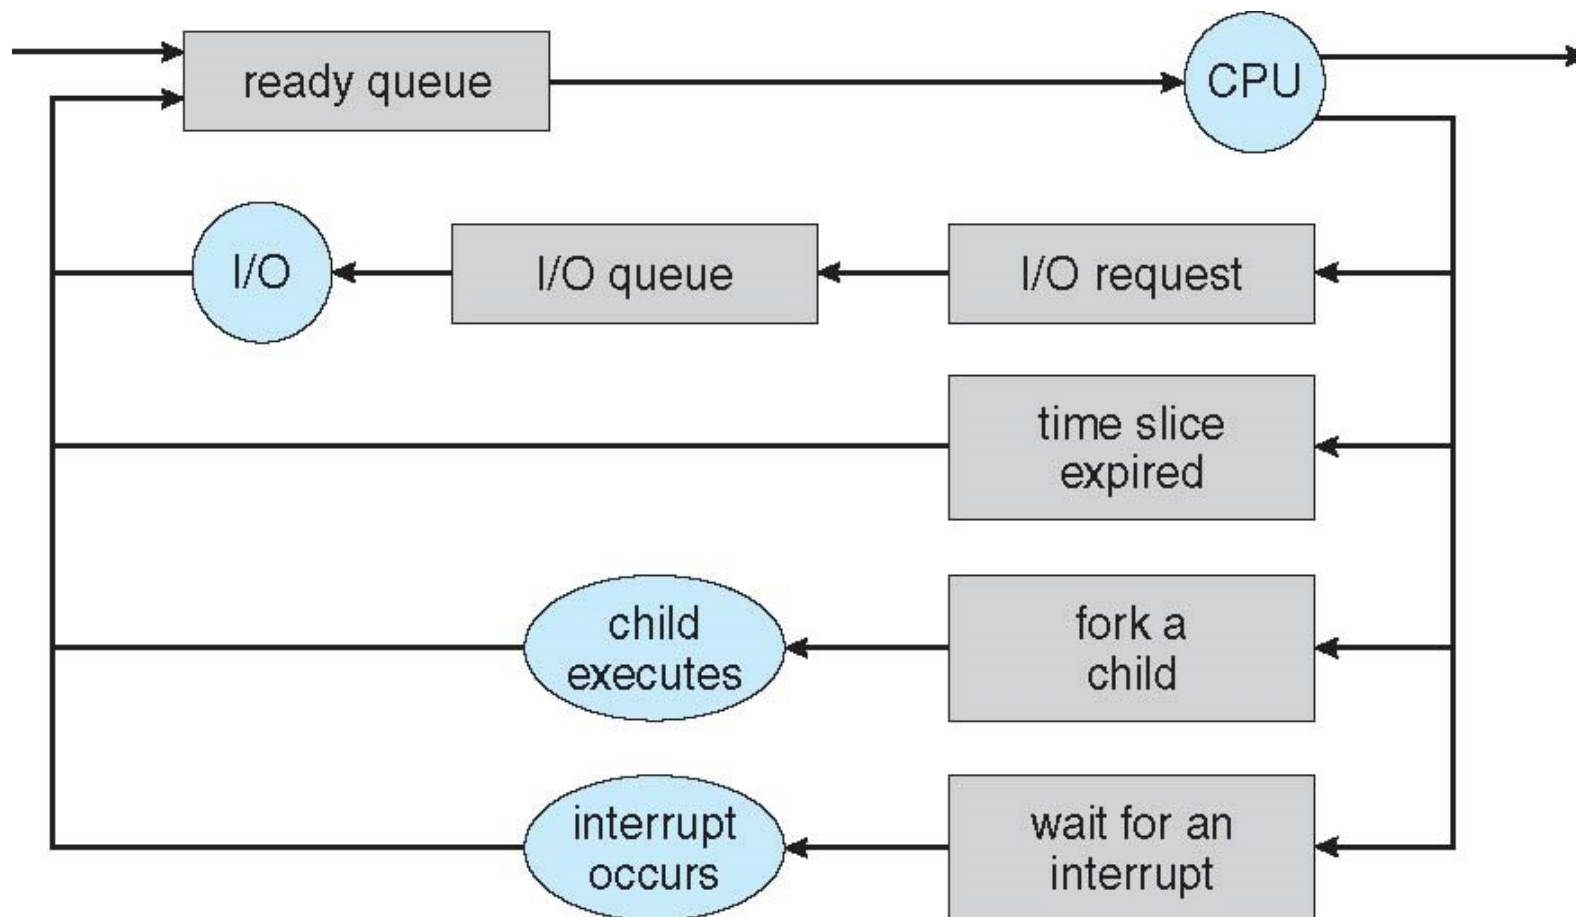 ready queue
CPU
I/O
I/O queue
I/O request
time slice
expired
child
executes
fork a
child
interrupt
occurs
wait for an
interrupt